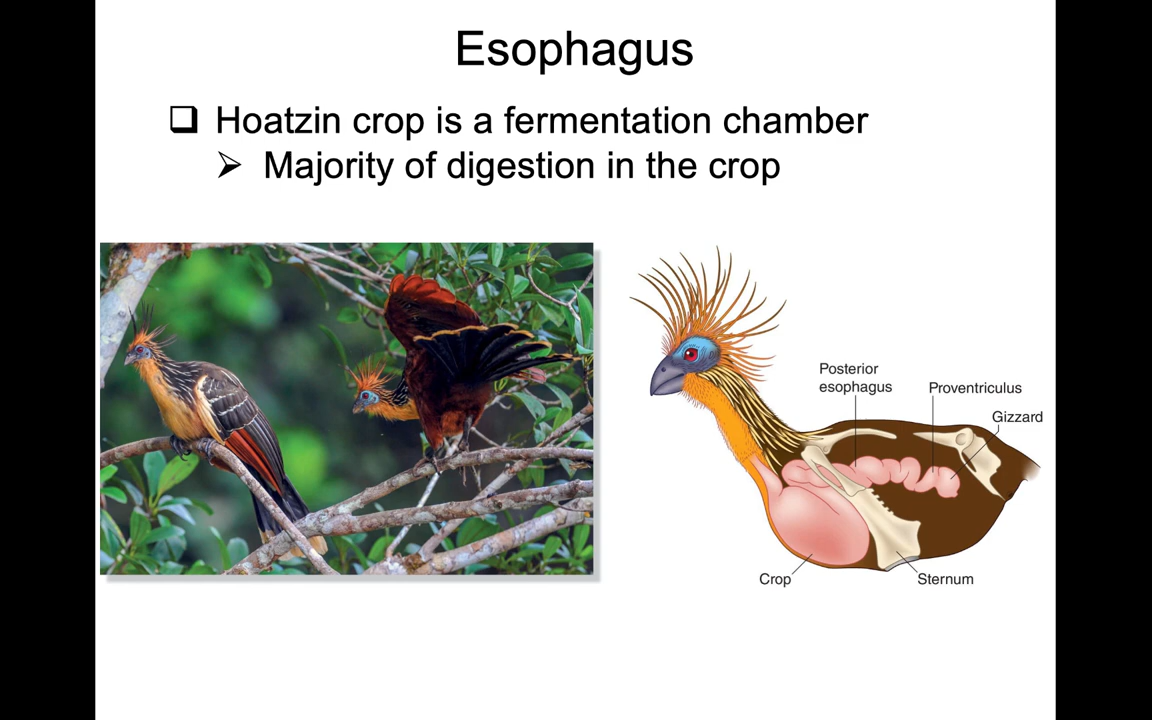 Esophagus
Hoatzin crop is a fermentation chamber
Majority of digestion in the crop
Posterior
esophagus
Proventriculus
Gizzard
Crop
Sternum